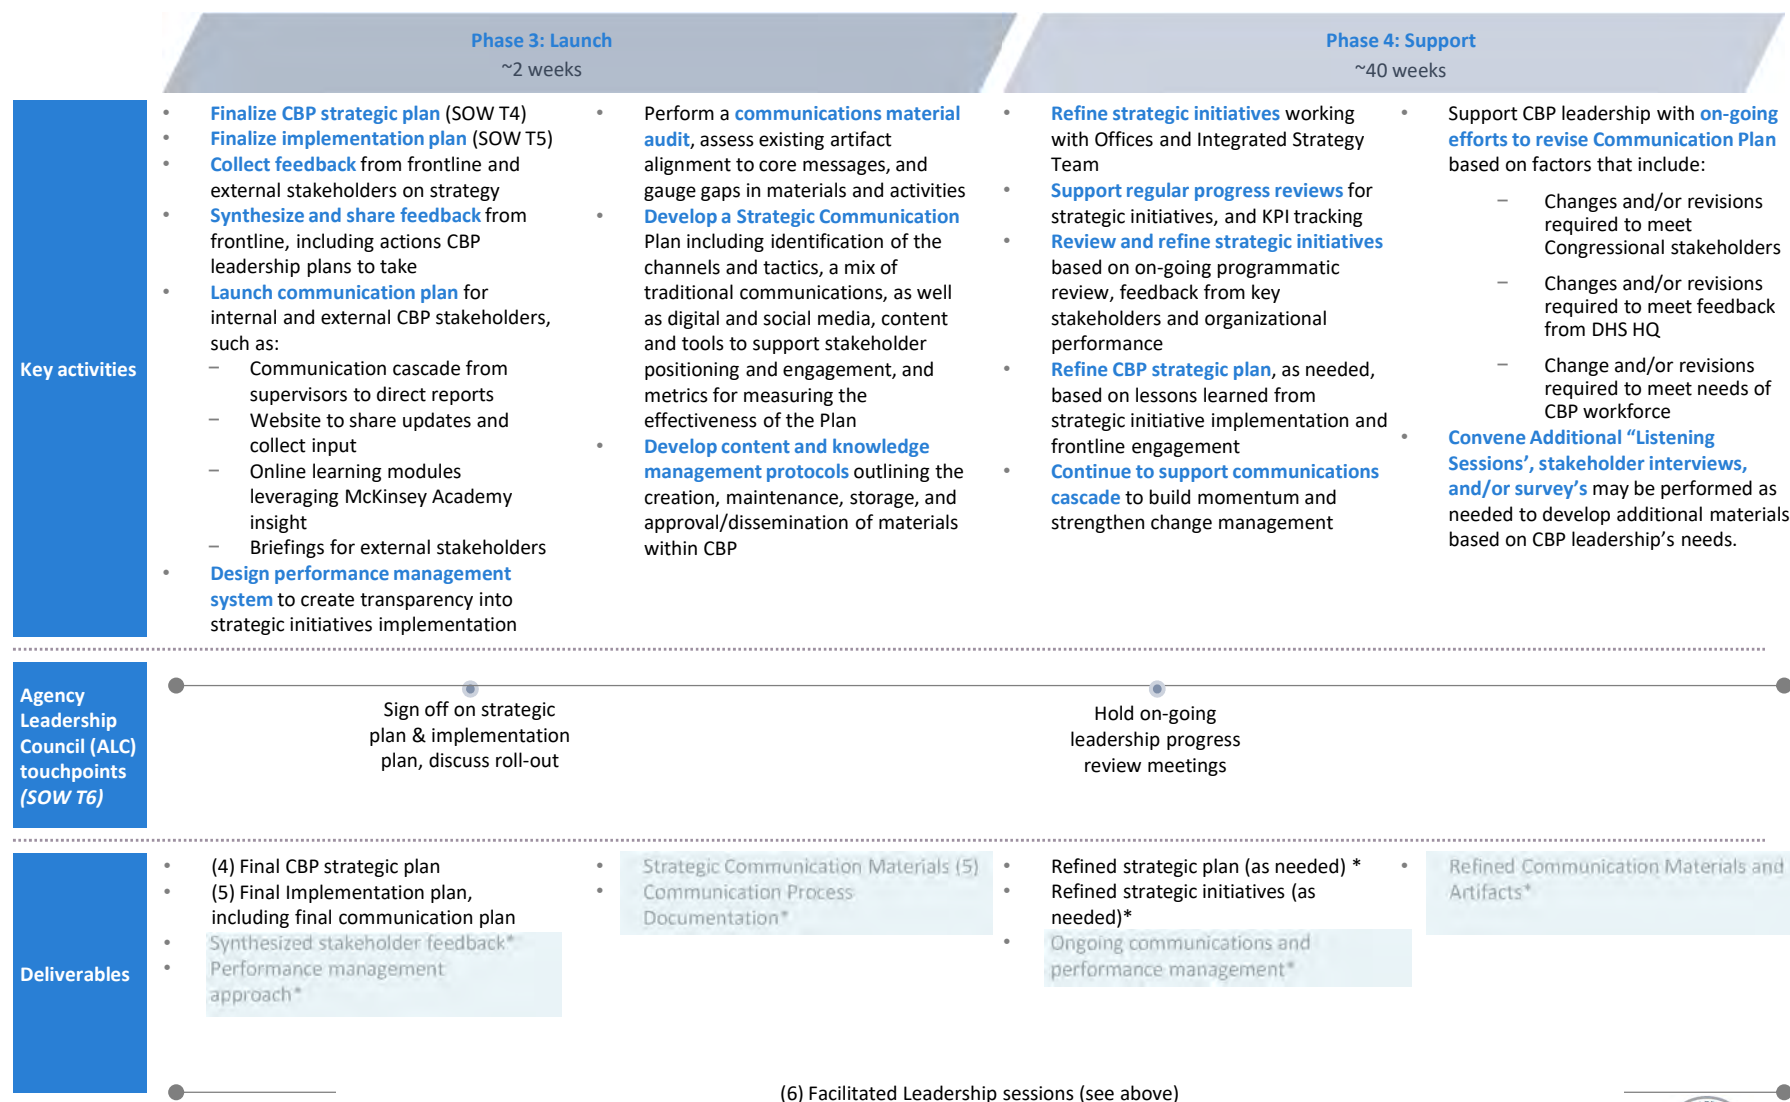 Phase 3: Launch
~2 weeks
Phase 4: Support
~40 weeks
Key activities
• Finalize CBP strategic plan (SOW T4)
• Finalize implementation plan (SOW T5)
• Collect feedback from frontline and
external stakeholders on strategy
• Synthesize and share feedback from
frontline, including actions CBP
leadership plans to take
• Launch communication plan for
internal and external CBP stakeholders,
such as:
– Communication cascade from
supervisors to direct reports
– Website to share updates and
collect input
– Online learning modules
leveraging McKinsey Academy
insight
– Briefings for external stakeholders
• Design performance management
system to create transparency into
strategic initiatives implementation
• Perform a communications material
audit, assess existing artifact
alignment to core messages, and
gauge gaps in materials and activities
• Develop a Strategic Communication
Plan including identification of the
channels and tactics, a mix of
traditional communications, as well
as digital and social media, content
and tools to support stakeholder
positioning and engagement, and
metrics for measuring the
effectiveness of the Plan
• Develop content and knowledge
management protocols outlining the
creation, maintenance, storage, and
approval/dissemination of materials
within CBP
• Refine strategic initiatives working
with Offices and Integrated Strategy
Team
• Support regular progress reviews for
strategic initiatives, and KPI tracking
• Review and refine strategic initiatives
based on on-going programmatic
review, feedback from key
stakeholders and organizational
performance
• Refine CBP strategic plan, as needed,
based on lessons learned from
strategic initiative implementation and
frontline engagement
• Continue to support communications
cascade to build momentum and
strengthen change management
• Support CBP leadership with on-going
efforts to revise Communication Plan
based on factors that include:
– Changes and/or revisions
required to meet
Congressional stakeholders
– Changes and/or revisions
required to meet feedback
from DHS HQ
– Change and/or revisions
required to meet needs of
CBP workforce
• Convene Additional “Listening
Sessions’, stakeholder interviews,
and/or survey’s may be performed as
needed to develop additional materials
based on CBP leadership’s needs.
Agency
Leadership
Council (ALC)
touchpoints
(SOW T6)
Sign off on strategic
plan & implementation
plan, discuss roll-out
Hold on-going
leadership progress
review meetings
Deliverables
• (4) Final CBP strategic plan
• (5) Final Implementation plan,
including final communication plan
• Synthesized stakeholder feedback*
• Performance management
approach*
• Strategic Communication Materials (5)
• Communication Process
Documentation*
• Refined strategic plan (as needed) *
• Refined strategic initiatives (as
needed)*
• Ongoing communications and
performance management*
• Refined Communication Materials and
Artifacts*
(6) Facilitated Leadership sessions (see above)